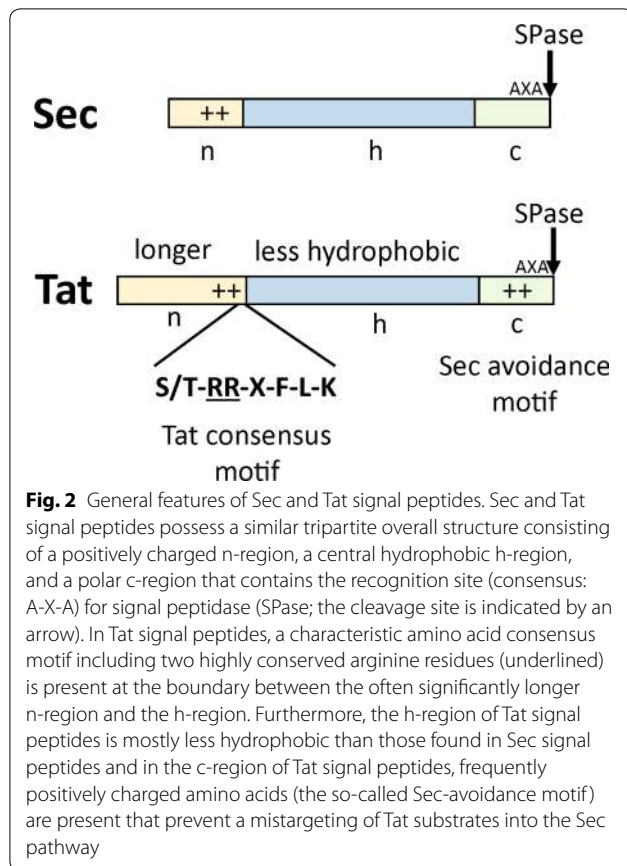 SPase
AXA
Sec
++
n
h
c
SPase
longer
less hydrophobic
AXA
Tat
++
++
n
h
c
S/T-RR-X-F-L-K
Sec avoidance
motif
Tat consensus
motif
Fig. 2 General features of Sec and Tat signal peptides. Sec and Tat
signal peptides possess a similar tripartite overall structure consisting
of a positively charged n-region, a central hydrophobic h-region,
and a polar c-region that contains the recognition site (consensus:
A-X-A) for signal peptidase (SPase; the cleavage site is indicated by an
arrow). In Tat signal peptides, a characteristic amino acid consensus
motif including two highly conserved arginine residues (underlined)
is present at the boundary between the often significantly longer
n-region and the h-region. Furthermore, the h-region of Tat signal
peptides is mostly less hydrophobic than those found in Sec signal
peptides and in the c-region of Tat signal peptides, frequently
positively charged amino acids (the so-called Sec-avoidance motif)
are present that prevent a mistargeting of Tat substrates into the Sec
pathway